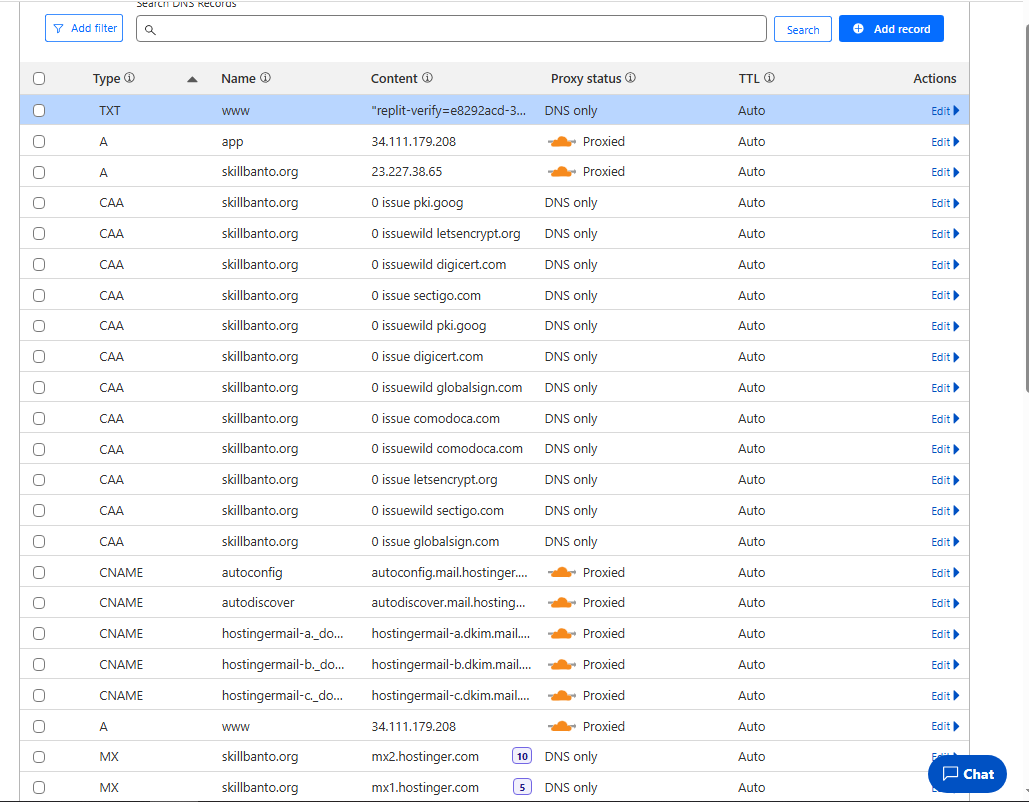 Search DNS Records
Add filter
Search
Add record
Type Name Content Proxy status TTL Actions
TXT www "replit-verify=e8292acd-3... DNS only Auto Edit
A app 34.111.179.208 Proxied Auto Edit
A skillbanto.org 23.227.38.65 Proxied Auto Edit
CAA skillbanto.org 0 issue pki.goog DNS only Auto Edit
CAA skillbanto.org 0 issuewild letsencrypt.org DNS only Auto Edit
CAA skillbanto.org 0 issuewild digicert.com DNS only Auto Edit
CAA skillbanto.org 0 issue sectigo.com DNS only Auto Edit
CAA skillbanto.org 0 issuewild pki.goog DNS only Auto Edit
CAA skillbanto.org 0 issue digicert.com DNS only Auto Edit
CAA skillbanto.org 0 issuewild globalsign.com DNS only Auto Edit
CAA skillbanto.org 0 issue comodoca.com DNS only Auto Edit
CAA skillbanto.org 0 issuewild comodoca.com DNS only Auto Edit
CAA skillbanto.org 0 issue letsencrypt.org DNS only Auto Edit
CAA skillbanto.org 0 issuewild sectigo.com DNS only Auto Edit
CAA skillbanto.org 0 issue globalsign.com DNS only Auto Edit
CNAME autoconfig autoconfig.mail.hostinger.... Proxied Auto Edit
CNAME autodiscover autodiscover.mail.hosting... Proxied Auto Edit
CNAME hostingermail-a._do... hostingermail-a.dkim.mail.... Proxied Auto Edit
CNAME hostingermail-b._do... hostingermail-b.dkim.mail.... Proxied Auto Edit
CNAME hostingermail-c._do... hostingermail-c.dkim.mail.... Proxied Auto Edit
A www 34.111.179.208 Proxied Auto Edit
MX skillbanto.org mx2.hostinger.com 10 DNS only Auto Edit
MX skillbanto.org mx1.hostinger.com 5 DNS only Auto
Chat